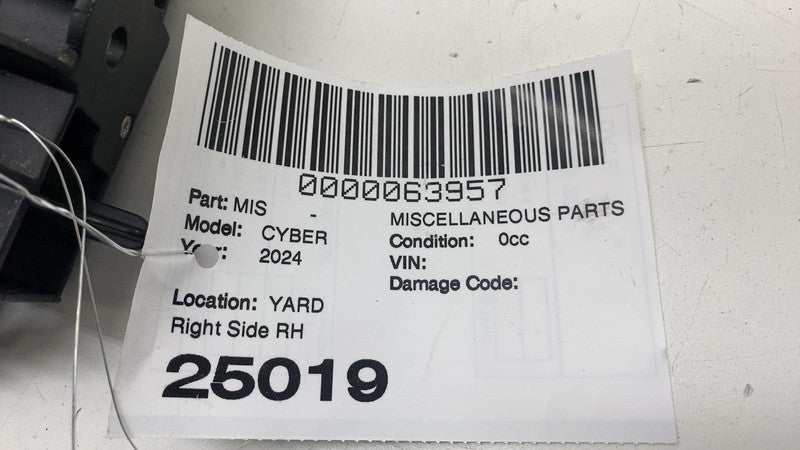 0000063957
Part: MIS - MISCELLANEOUS PARTS
Model: CYBER Condition: 0cc
Year: 2024 VIN:
Damage Code:
Location: YARD
Right Side RH
25019